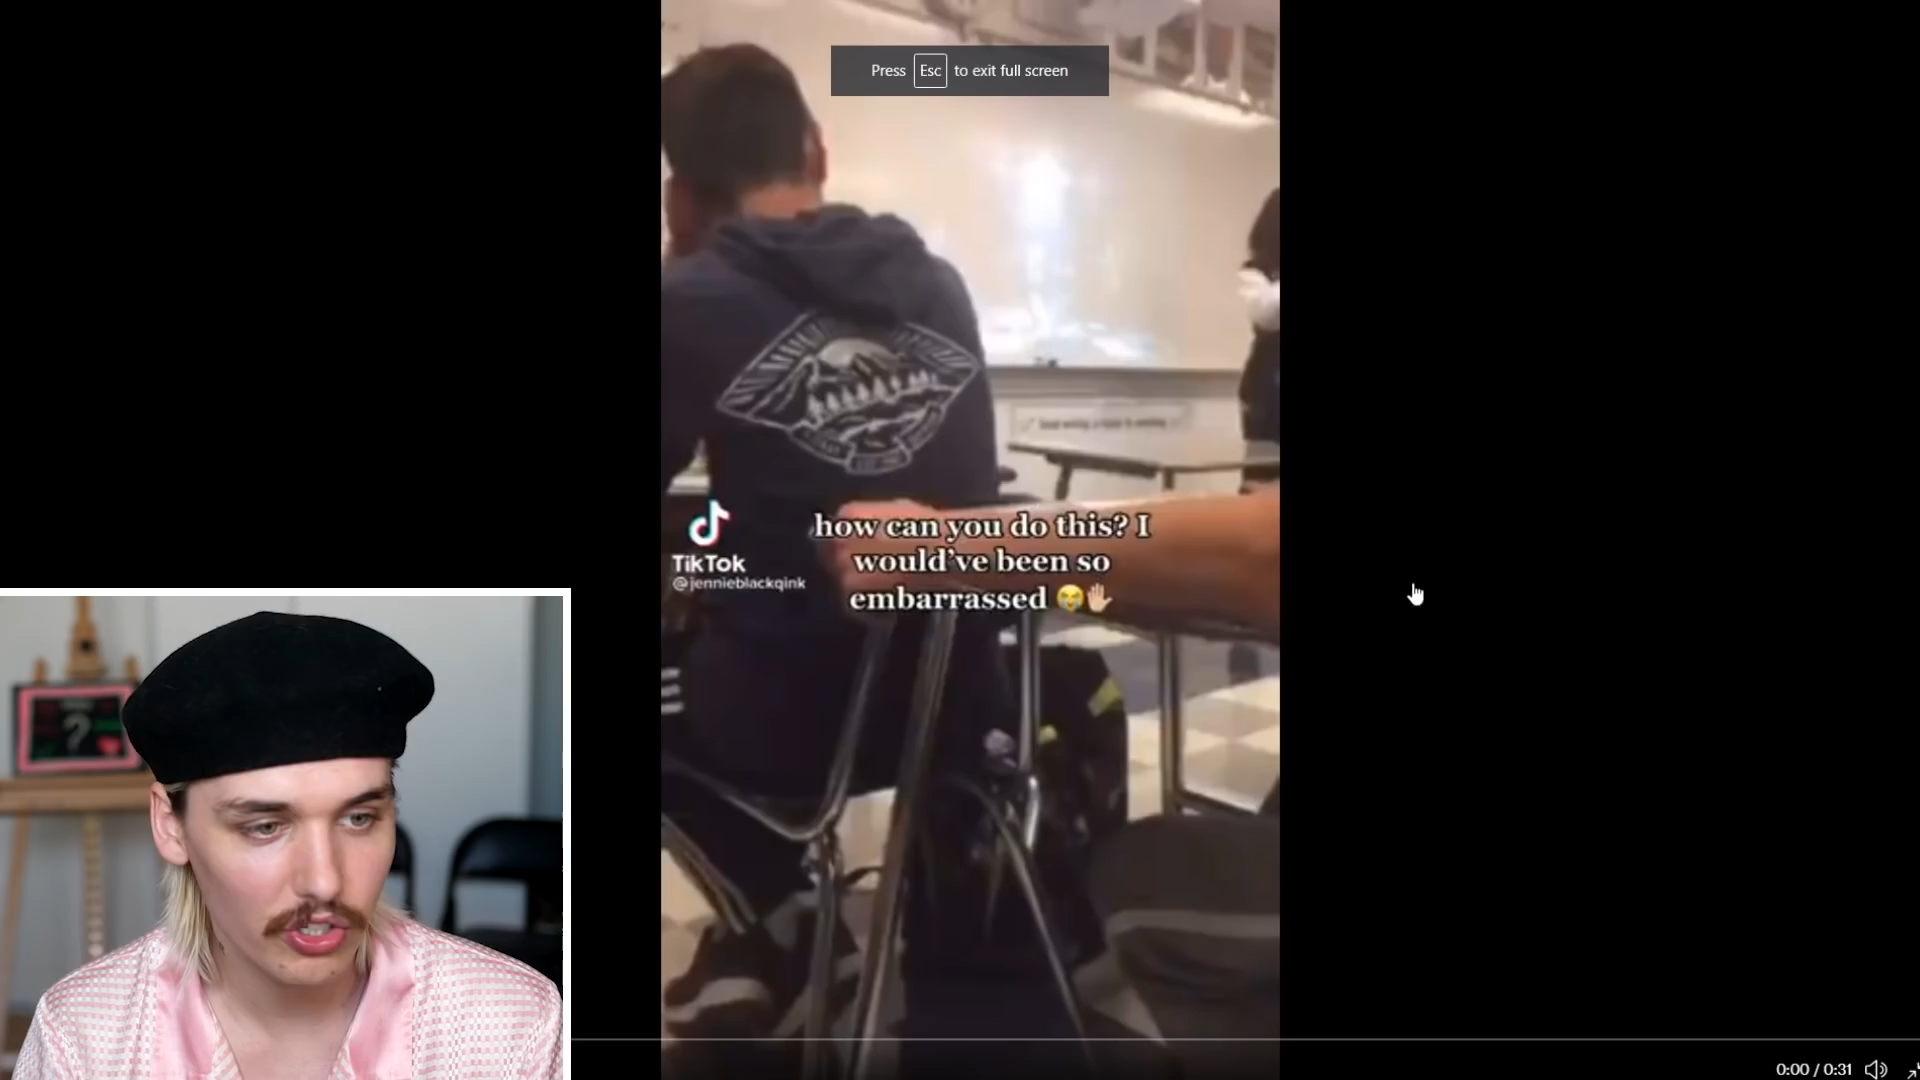 Press Esc to exit full screen
how can you do this? I
would've been so
embarrassed 😭✋🏼
TikTok
@jennieblackqink
?
0:00 / 0:31